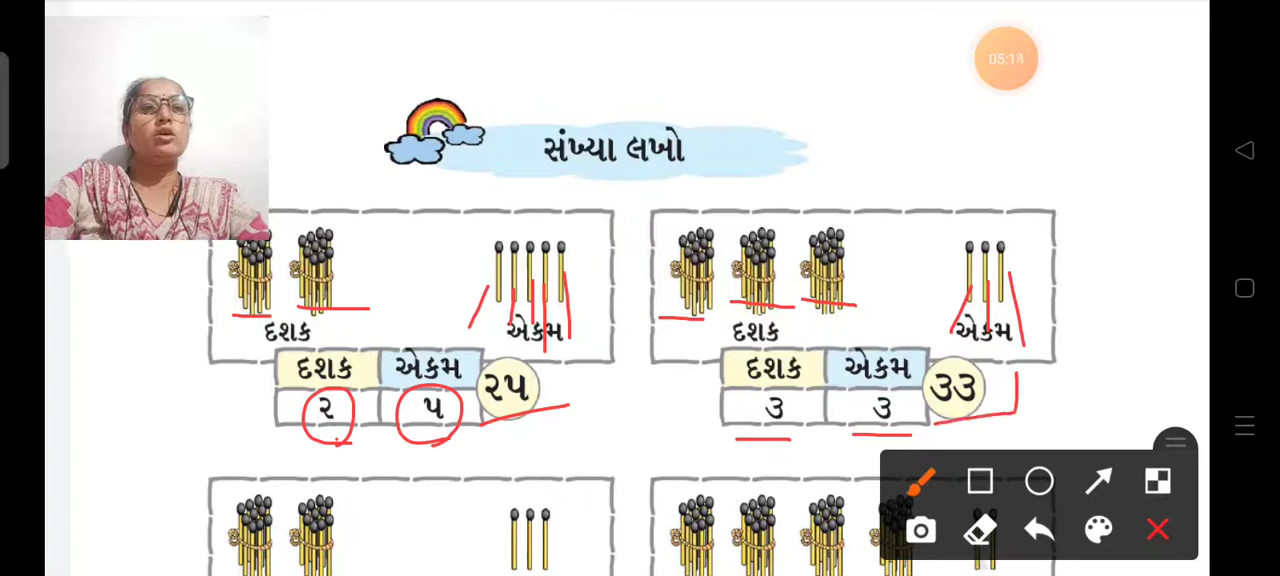 05:14
સંખ્યા લખો
દશક એકમ
દશક એકમ ૨૫
૨ ૫
દશક એકમ
દશક એકમ ૩૩
૩ ૩